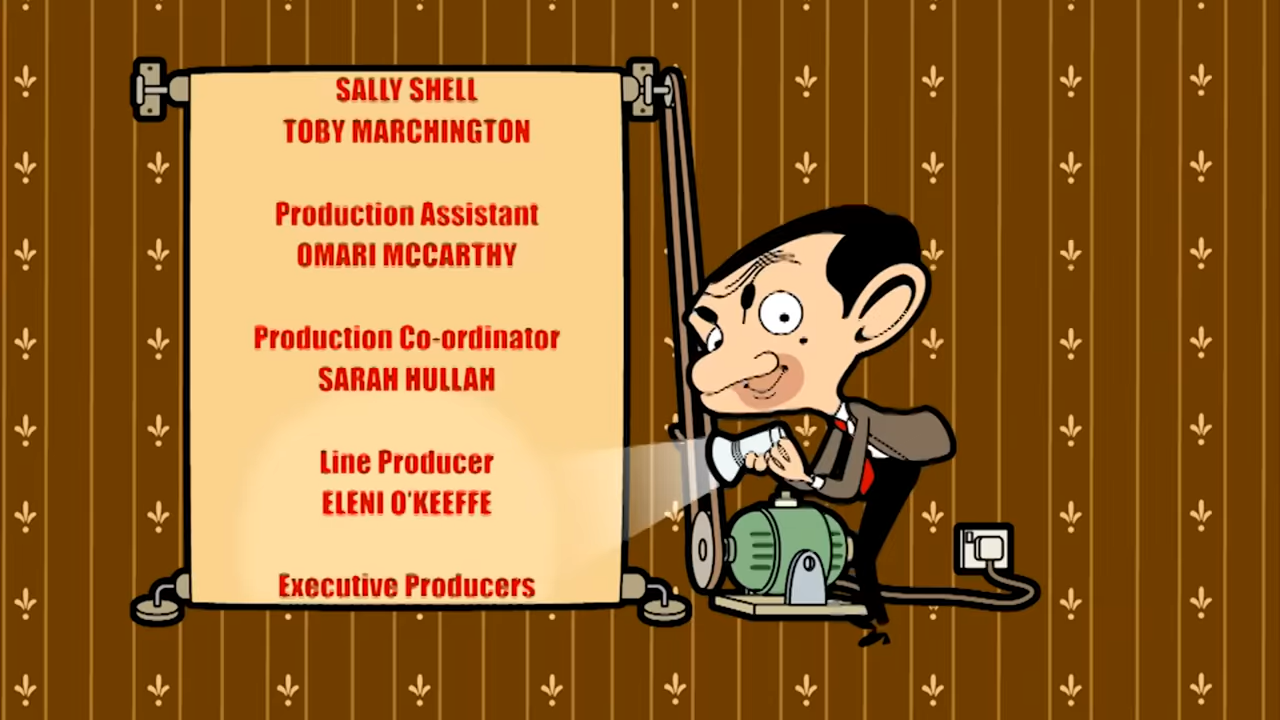 SALLY SHELL
TOBY MARCHINGTON
Production Assistant
OMARI MCCARTHY
Production Co-ordinator
SARAH HULLAH
Line Producer
ELENI O'KEEFFE
Executive Producers